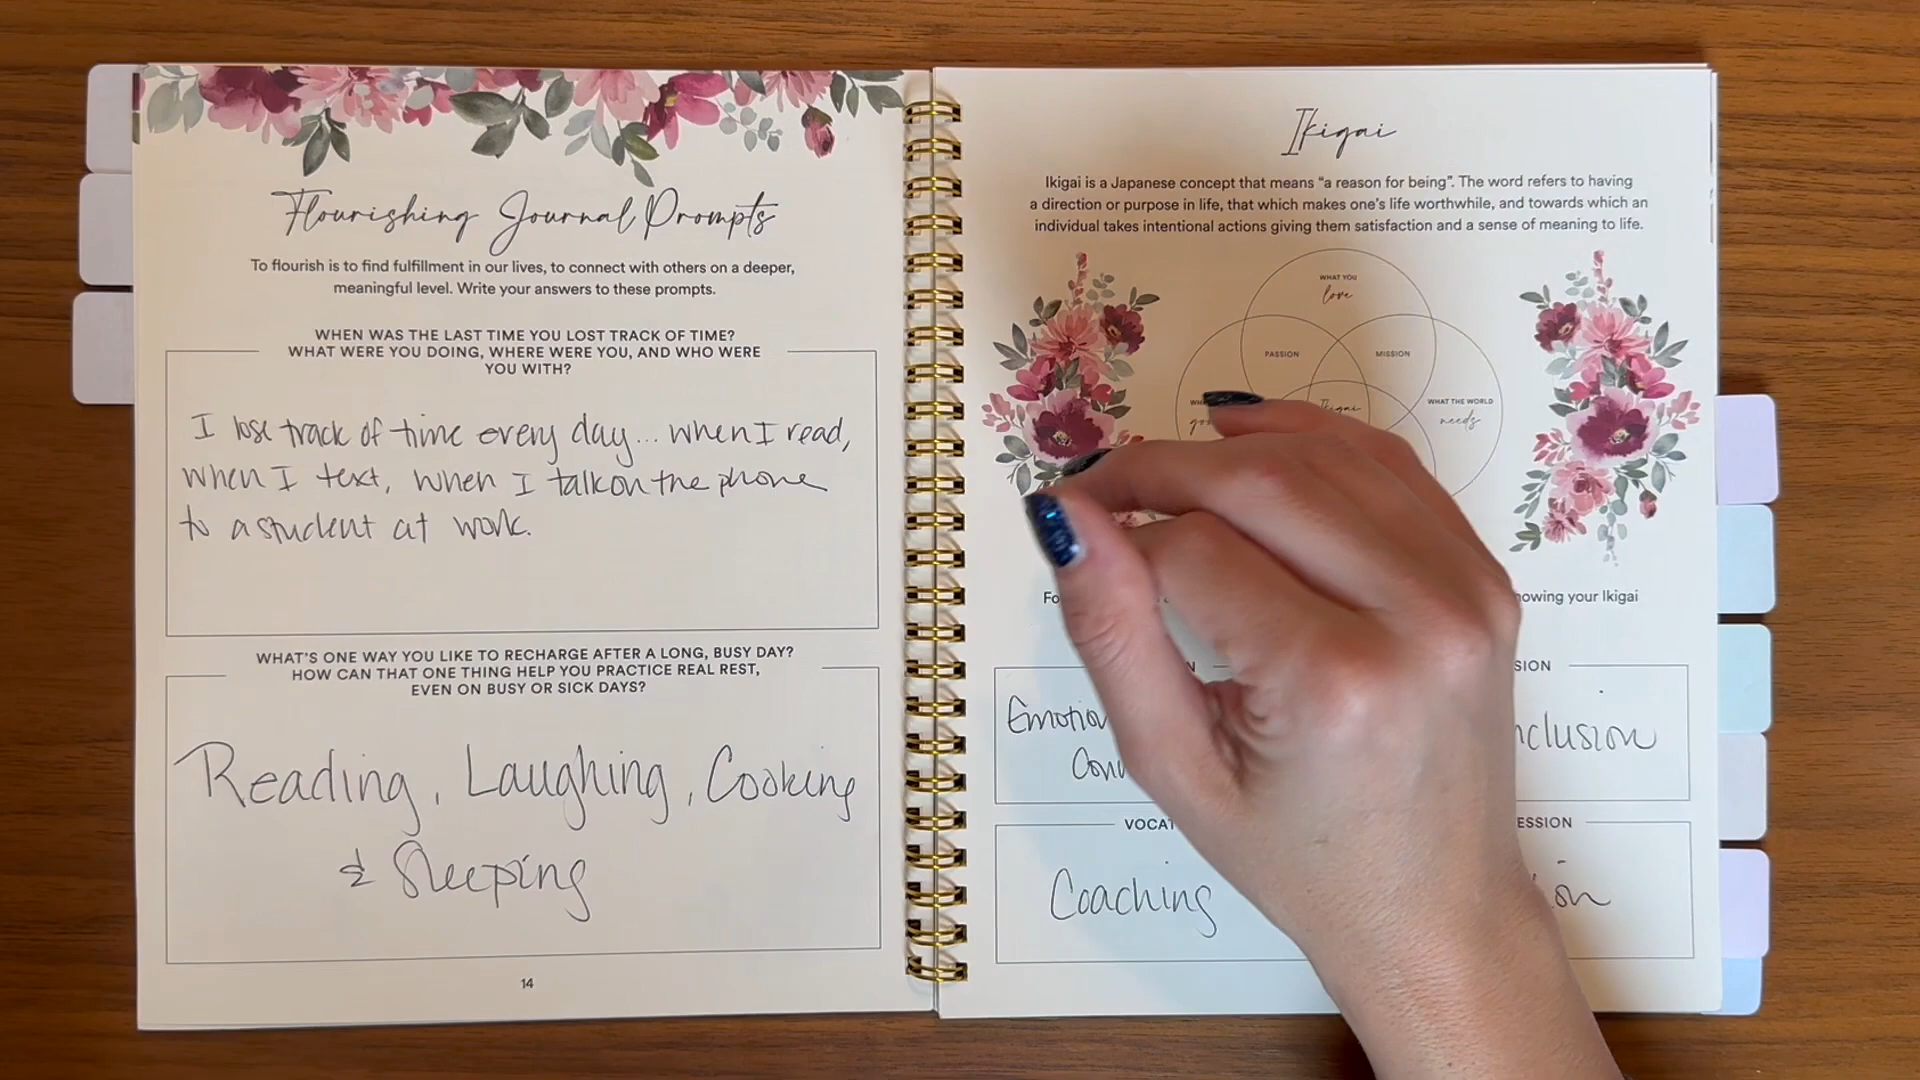 Flourishing Journal Prompts
To flourish is to find fulfillment in our lives, to connect with others on a deeper,
meaningful level. Write your answers to these prompts.
WHEN WAS THE LAST TIME YOU LOST TRACK OF TIME?
WHAT WERE YOU DOING, WHERE WERE YOU, AND WHO WERE
YOU WITH?
I lose track of time every day... when I read,
when I text, when I talk on the phone
to a student at work.
WHAT'S ONE WAY YOU LIKE TO RECHARGE AFTER A LONG, BUSY DAY?
HOW CAN THAT ONE THING HELP YOU PRACTICE REAL REST,
EVEN ON BUSY OR SICK DAYS?
Reading, Laughing, Cooking
& Sleeping
14
Ikigai
Ikigai is a Japanese concept that means “a reason for being”. The word refers to having
a direction or purpose in life, that which makes one's life worthwhile, and towards which an
individual takes intentional actions giving them satisfaction and a sense of meaning to life.
WHAT YOU
love
PASSION
MISSION
WHAT THE WORLD
needs
Ikigai
your Ikigai
Coaching